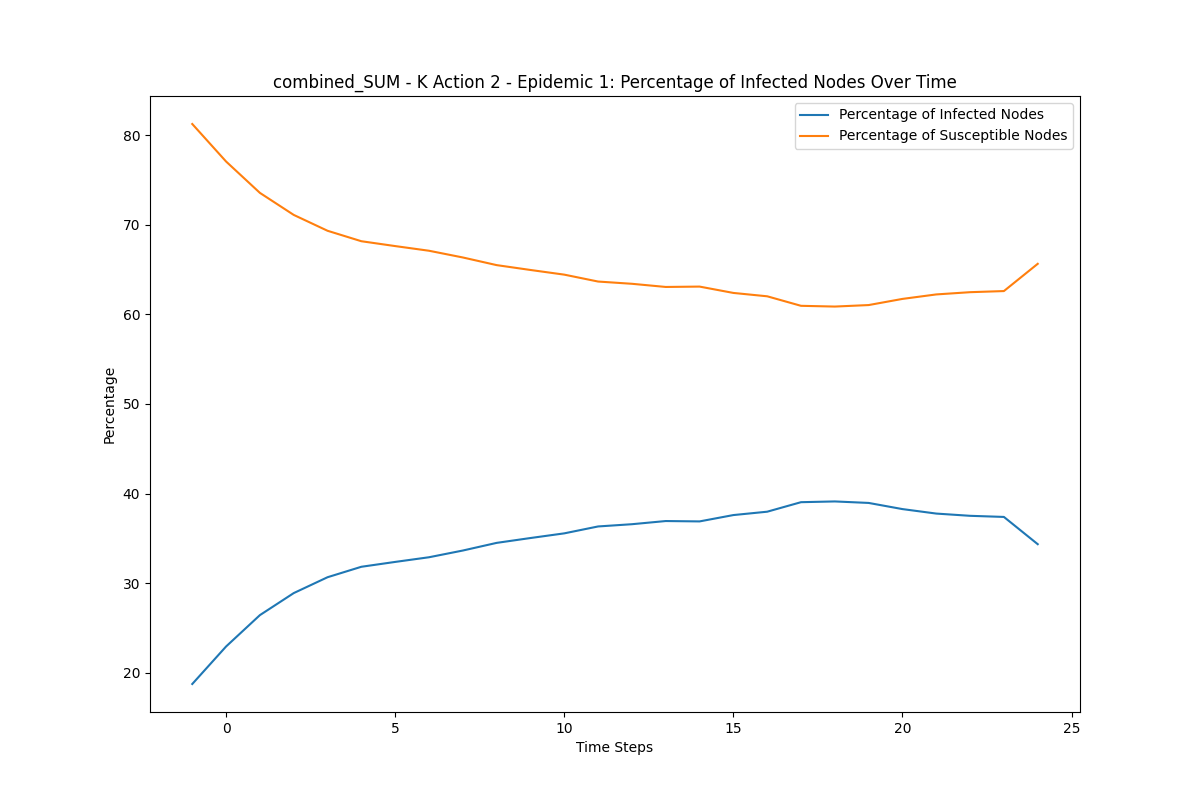 combined_SUM - K Action 2 - Epidemic 1: Percentage of Infected Nodes Over Time
Percentage of Infected Nodes
Percentage of Susceptible Nodes
80
70
60
50
40
30
20
Percentage
0 5 10 15 20 25
Time Steps